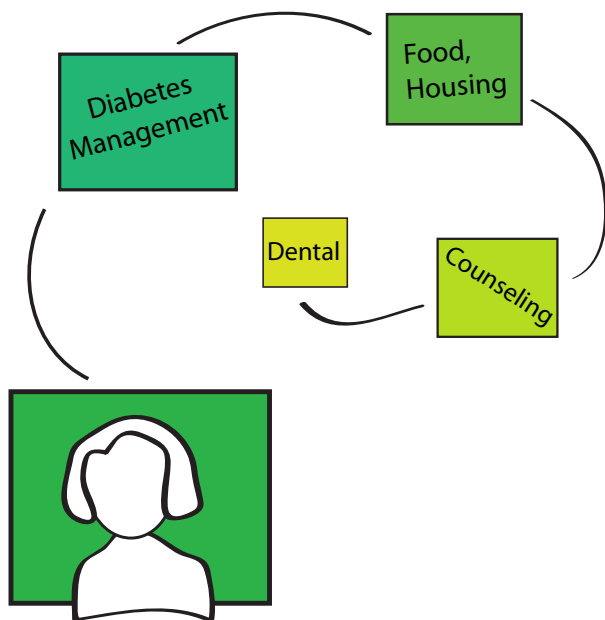 Diabetes
Management
Food,
Housing
Dental
Counseling